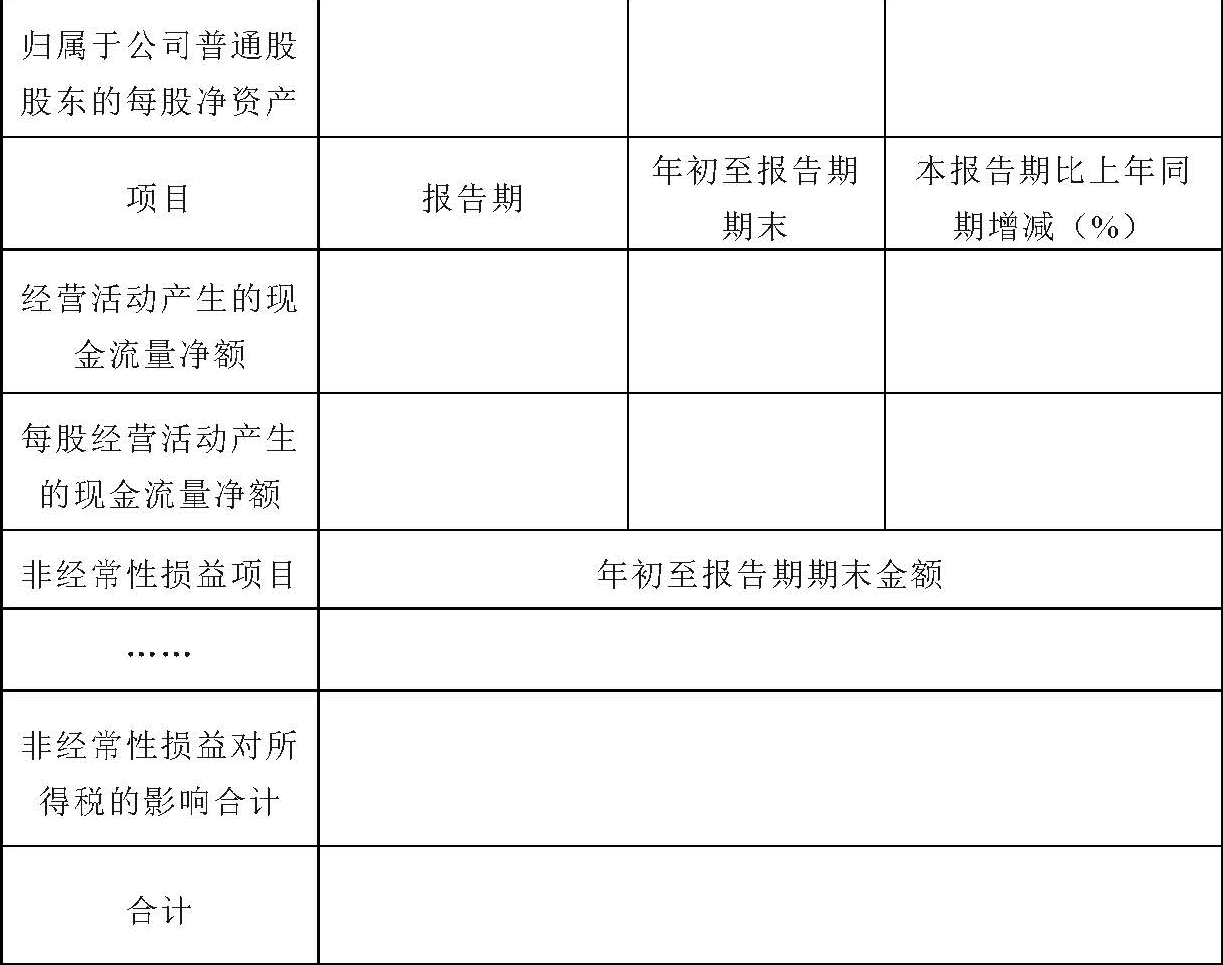 归属于公司普通股
股东的每股净资产
项目
报告期
年初至报告期
期末
本报告期比上年同
期增减（%）
经营活动产生的现
金流量净额
每股经营活动产生
的现金流量净额
非经常性损益项目
年初至报告期期末金额
……
非经常性损益对所
得税的影响合计
合计